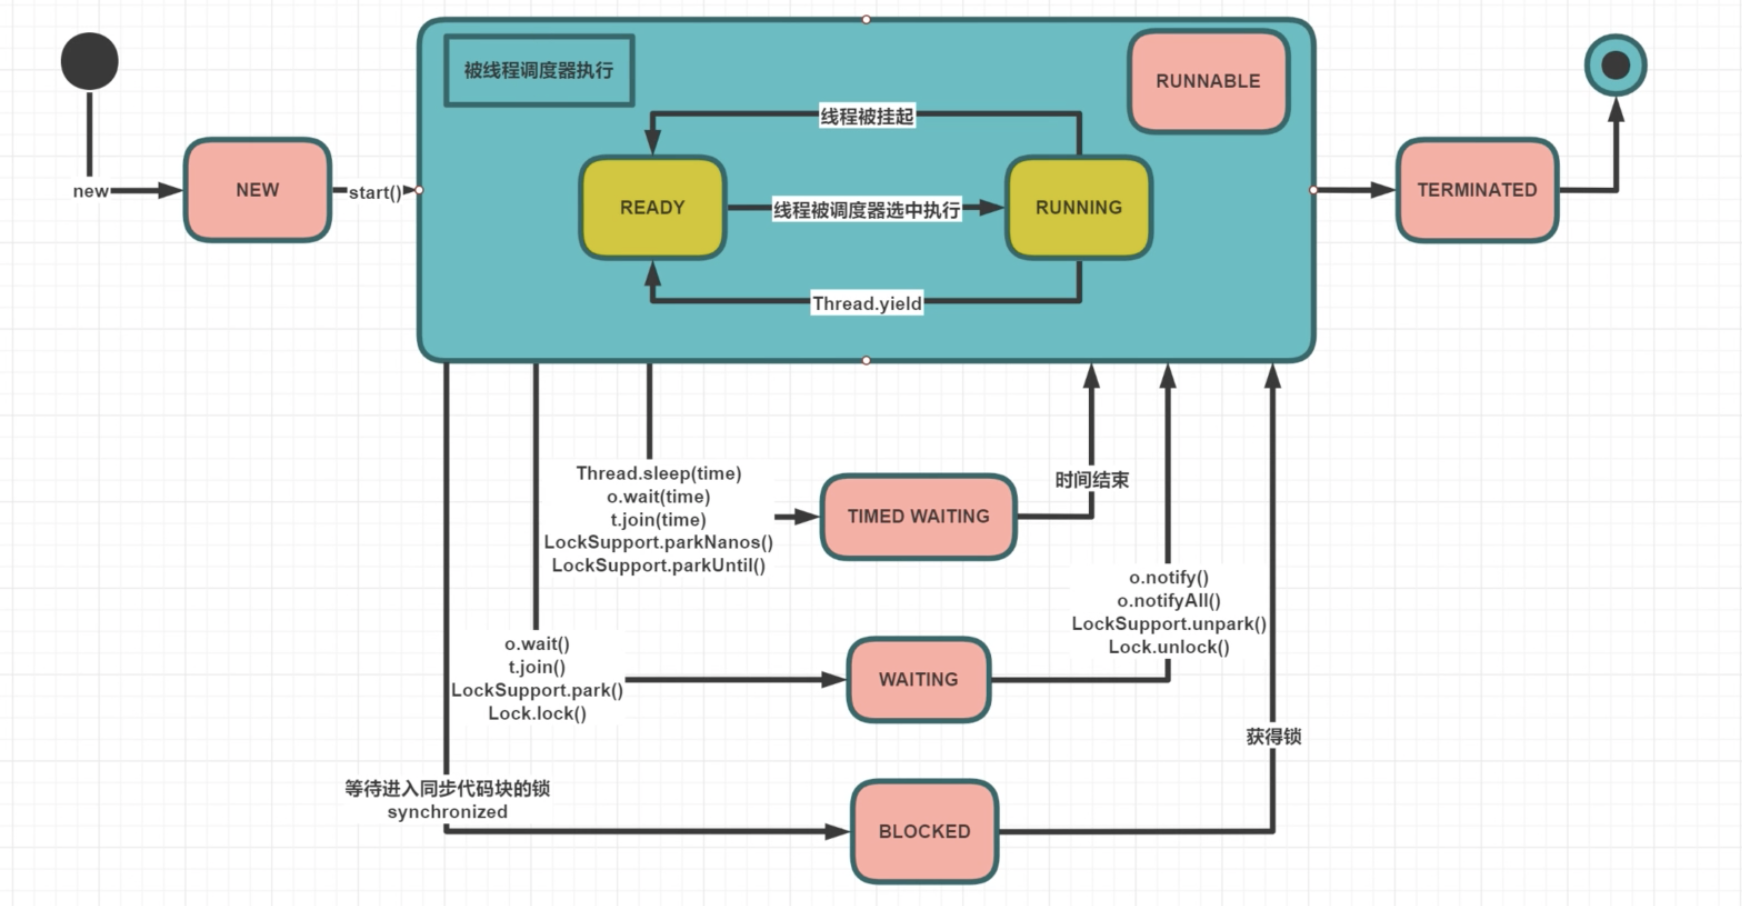 被线程调度器执行
RUNNABLE
线程被挂起
new
NEW
start()
READY
线程被调度器选中执行
RUNNING
TERMINATED
Thread.yield
Thread.sleep(time)
o.wait(time)
t.join(time)
LockSupport.parkNanos()
LockSupport.parkUntil()
TIMED WAITING
时间结束
o.notify()
o.notifyAll()
LockSupport.unpark()
Lock.unlock()
o.wait()
t.join()
LockSupport.park()
Lock.lock()
WAITING
获得锁
等待进入同步代码块的锁
synchronized
BLOCKED